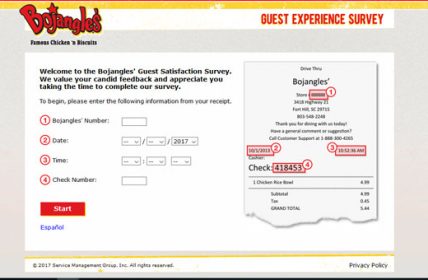 Bojangles'
Famous Chicken 'n Biscuits
GUEST EXPERIENCE SURVEY
Welcome to the Bojangles' Guest Satisfaction Survey.
We value your candid feedback and appreciate you
taking the time to complete our survey.
To begin, please enter the following information from your receipt.
1 Bojangles' Number:
2 Date: -- / -- / 2017
3 Time: -- : -- --
4 Check Number:
Start
Español
Drive Thru
Bojangles'
Store 1
3418 Highway 21
Fort Mill, SC 29715
803-548-2248
Thank you for dining with us today!
Have a general comment or suggestion?
Call Customer Support at 1-888-300-4265
10/1/2013 2 3 10:52:36 AM
Cashier:
Check: 418453 4
1 Chicken Rice Bowl 4.99
Subtotal 4.99
Tax 0.45
GRAND TOTAL 5.44
© 2017 Service Management Group, Inc. All rights reserved.
Privacy Policy